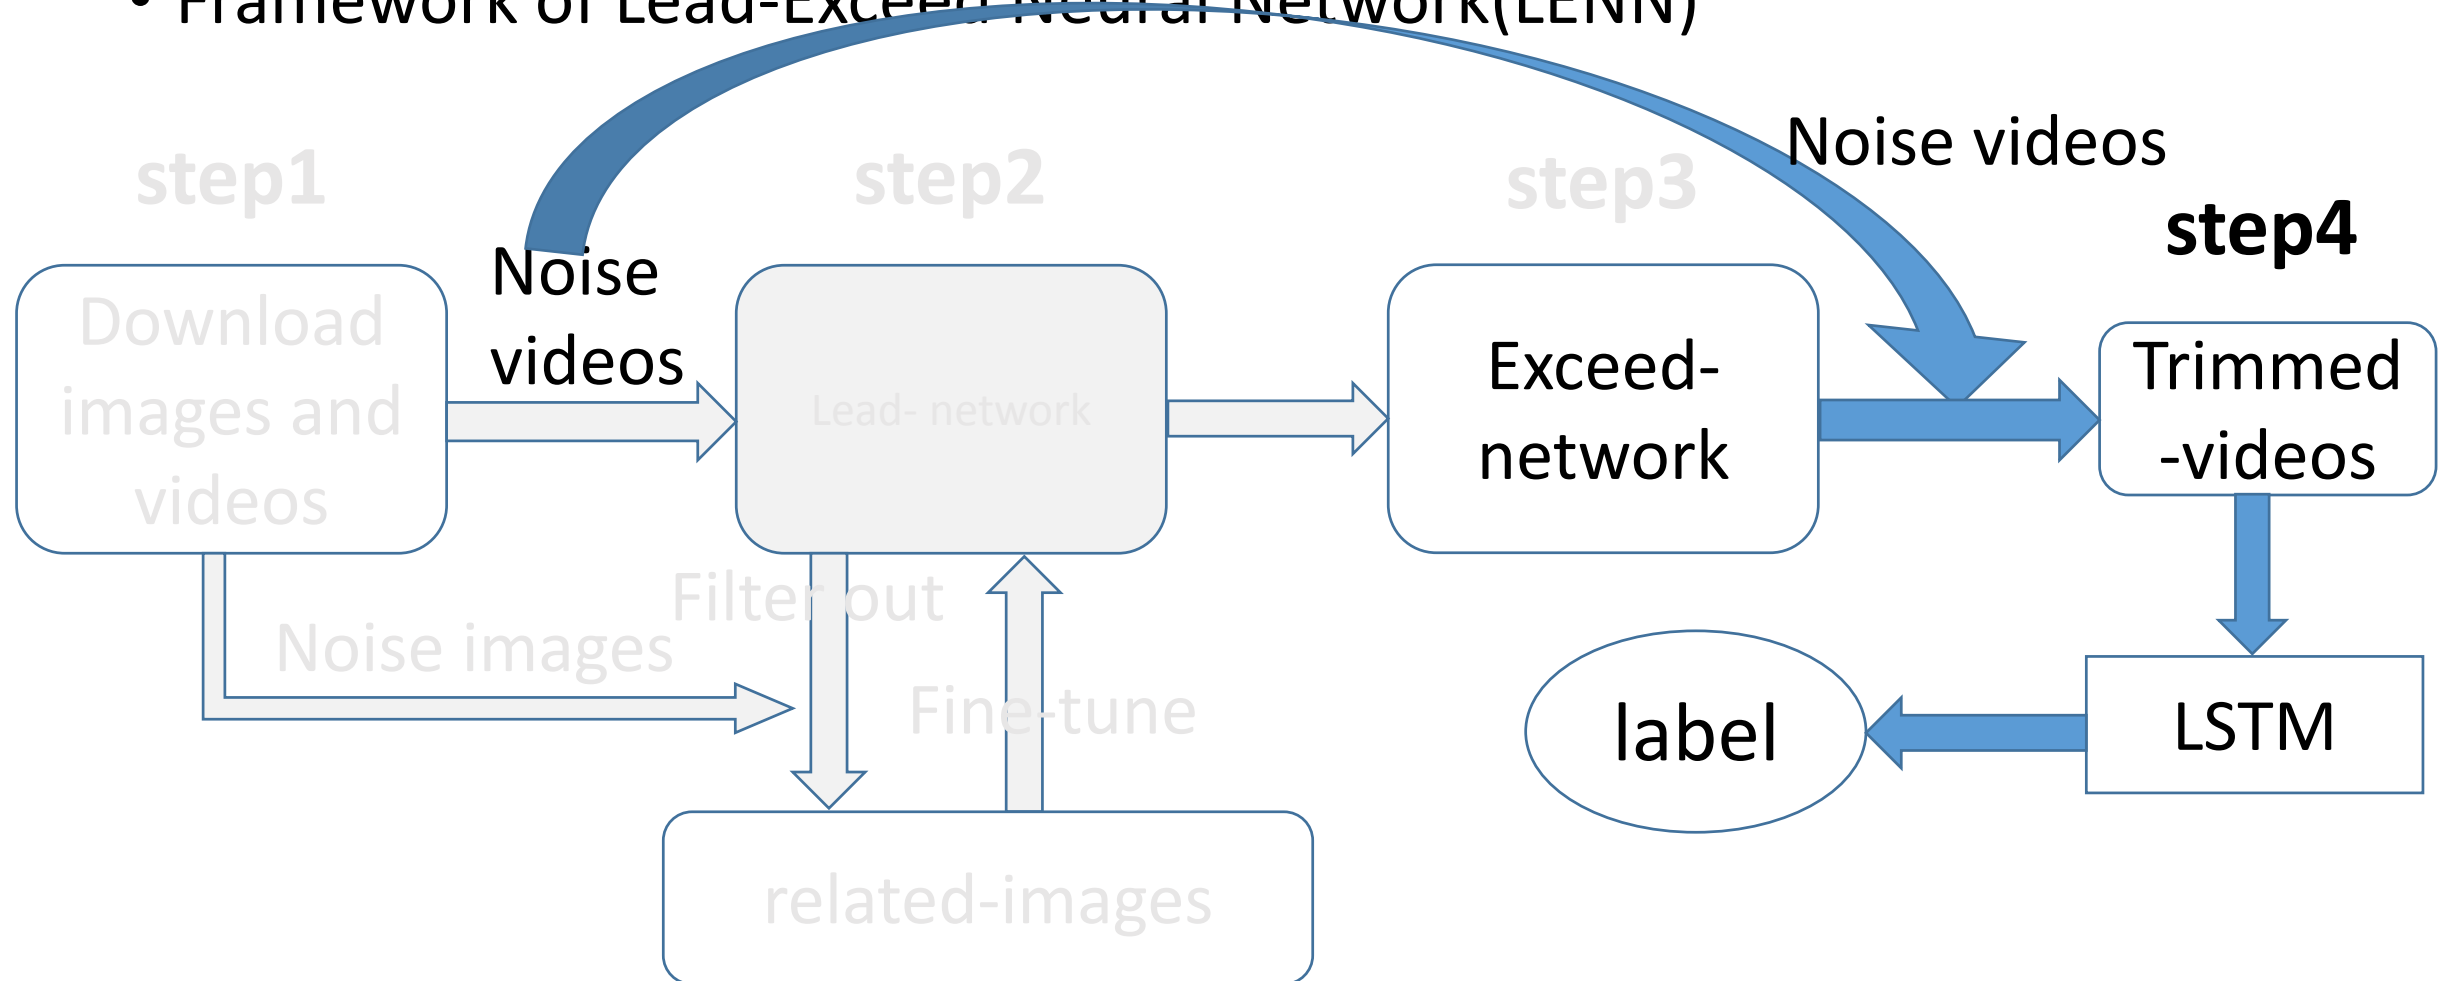 • Framework of Lead-Exceed Neural Network(LENN)
Noise videos
step1
step2
step3
step4
Noise
videos
Download
images and
videos
Lead- network
Exceed-
network
Trimmed
-videos
Filter out
Noise images
Fine-tune
label
LSTM
related-images